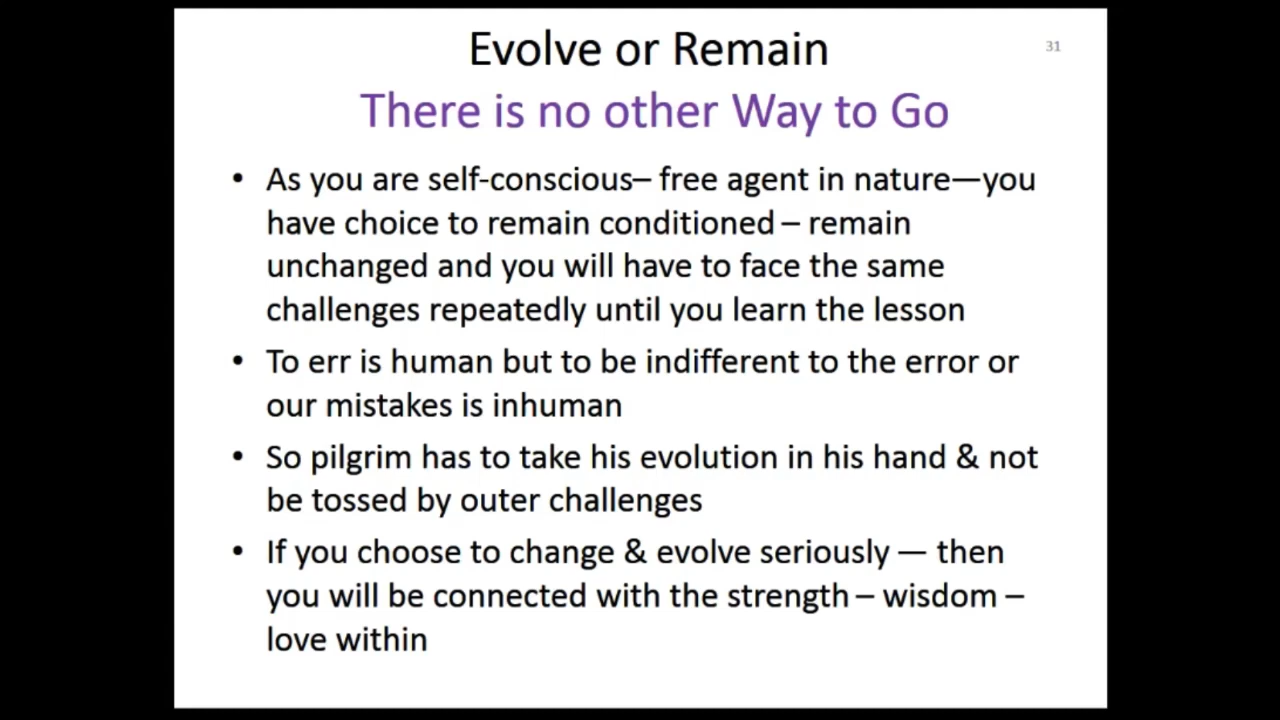 Evolve or Remain
31
There is no other Way to Go
• As you are self-conscious– free agent in nature—you
have choice to remain conditioned – remain
unchanged and you will have to face the same
challenges repeatedly until you learn the lesson
• To err is human but to be indifferent to the error or
our mistakes is inhuman
• So pilgrim has to take his evolution in his hand & not
be tossed by outer challenges
• If you choose to change & evolve seriously — then
you will be connected with the strength – wisdom –
love within